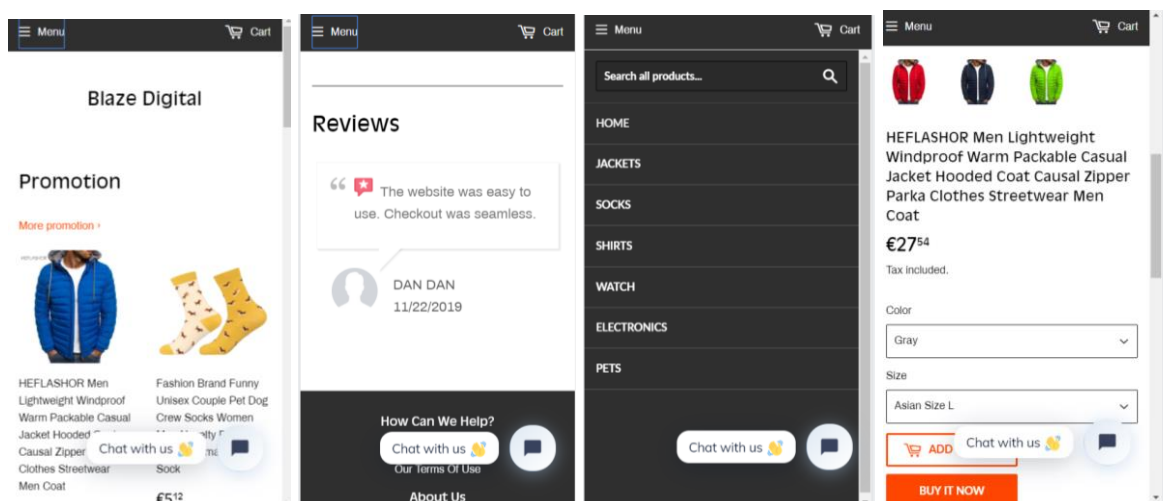 Menu
Cart
Blaze Digital
Promotion
More promotion ›
HEFLASHOR Men
Lightweight Windproof
Warm Packable Casual
Jacket Hooded
Causal Zipper
Clothes Streetwear
Men Coat
Fashion Brand Funny
Unisex Couple Pet Dog
Crew Socks Women
Sock
€512
Chat with us 👋
Menu
Cart
Reviews
The website was easy to
use. Checkout was seamless.
DAN DAN
11/22/2019
How Can We Help?
Chat with us 👋
Our Terms Of Use
About Us
Menu
Cart
Search all products...
HOME
JACKETS
SOCKS
SHIRTS
WATCH
ELECTRONICS
PETS
Chat with us 👋
Menu
Cart
HEFLASHOR Men Lightweight
Windproof Warm Packable Casual
Jacket Hooded Coat Causal Zipper
Parka Clothes Streetwear Men
Coat
€2754
Tax included.
Color
Gray
Size
Asian Size L
ADD
Chat with us 👋
BUY IT NOW